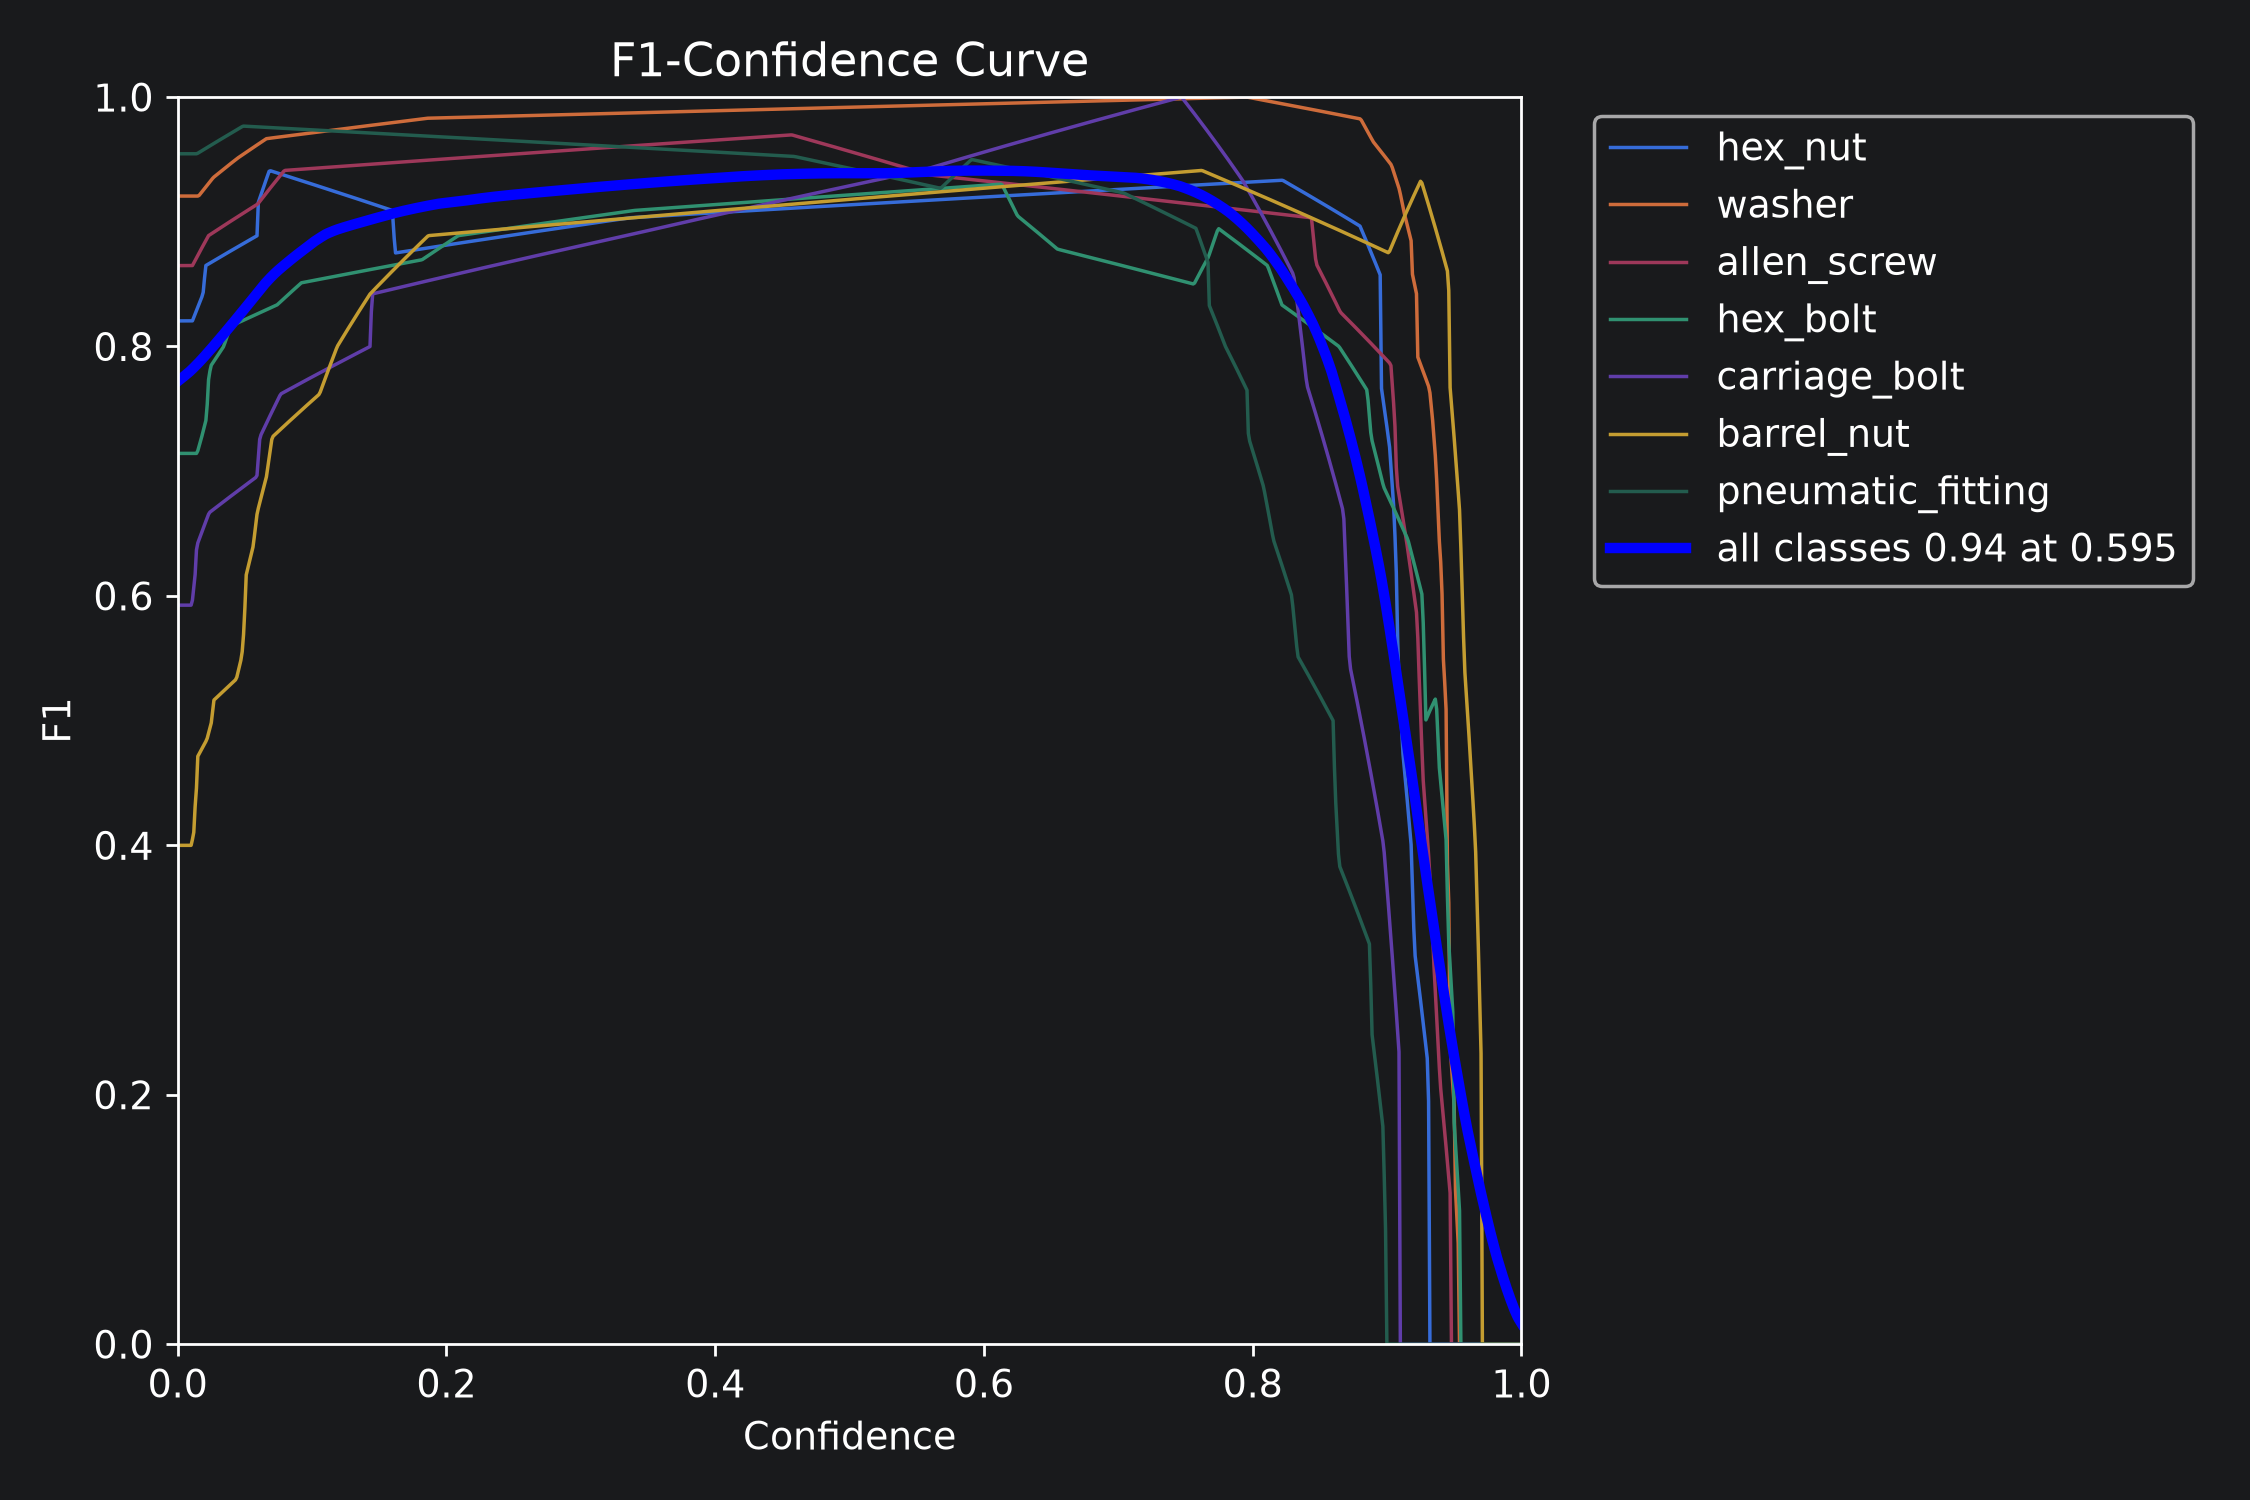 F1-Confidence Curve
1.0
0.8
0.6
0.4
0.2
0.0
F1
0.0 0.2 0.4 0.6 0.8 1.0
Confidence
hex_nut
washer
allen_screw
hex_bolt
carriage_bolt
barrel_nut
pneumatic_fitting
all classes 0.94 at 0.595